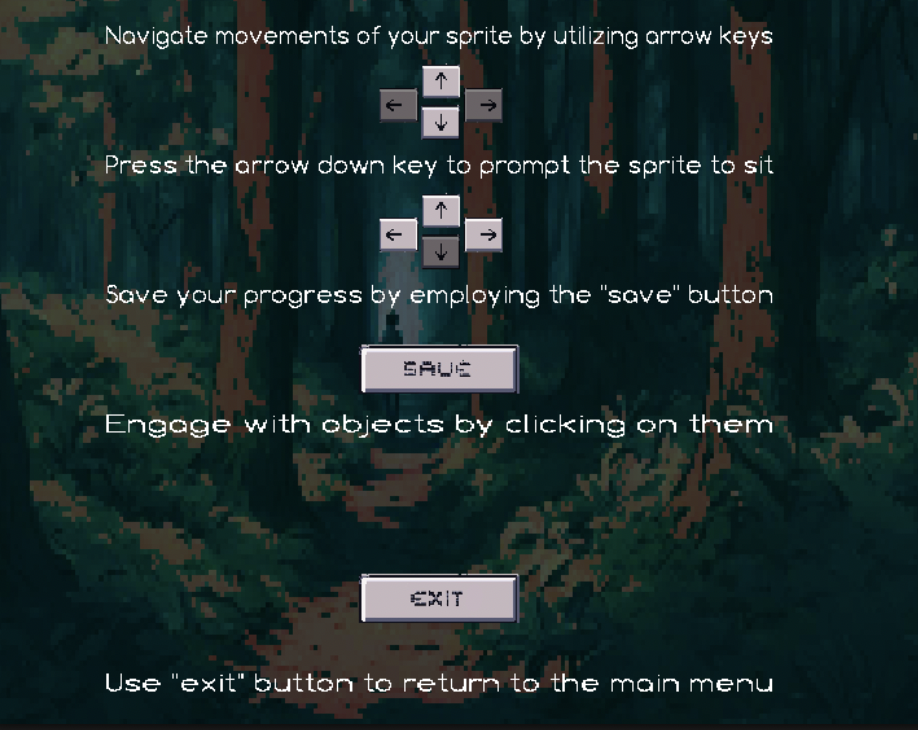 Navigate movements of your sprite by utilizing arrow keys
↑
← →
↓
Press the arrow down key to prompt the sprite to sit
↑
← →
↓
Save your progress by employing the "save" button
SAVE
Engage with objects by clicking on them
EXIT
Use "exit" button to return to the main menu